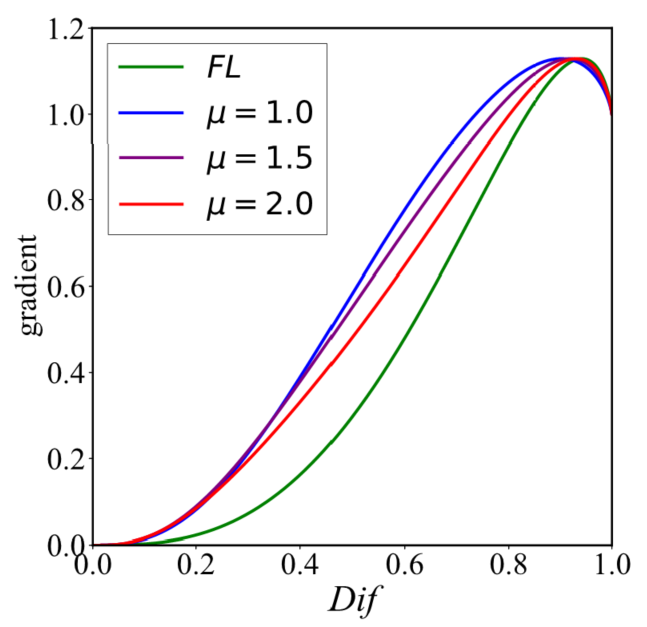 1.2
1.0
0.8
0.6
0.4
0.2
0.0
gradient
FL
μ = 1.0
μ = 1.5
μ = 2.0
0.0 0.2 0.4 0.6 0.8 1.0
Dif